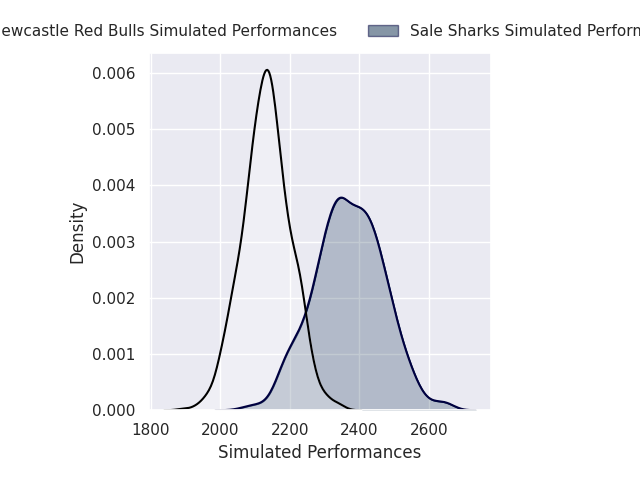 ewcastle Red Bulls Simulated Performances Sale Sharks Simulated Perforn
0.006
0.005
0.004
0.003
0.002
0.001
0.000
Density
1800 2000 2200 2400 2600
Simulated Performances